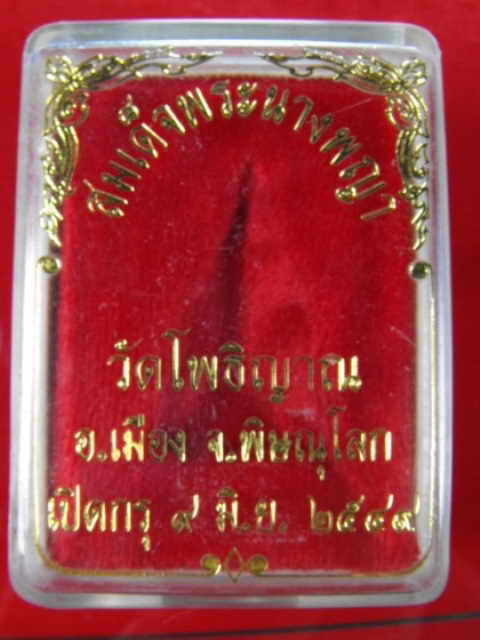 สมเด็จพระนางพญา
วัดโพธิญาณ
อ.เมือง จ.พิษณุโลก
เปิดกรุ ๙ มิ.ย. ๒๕๔๙